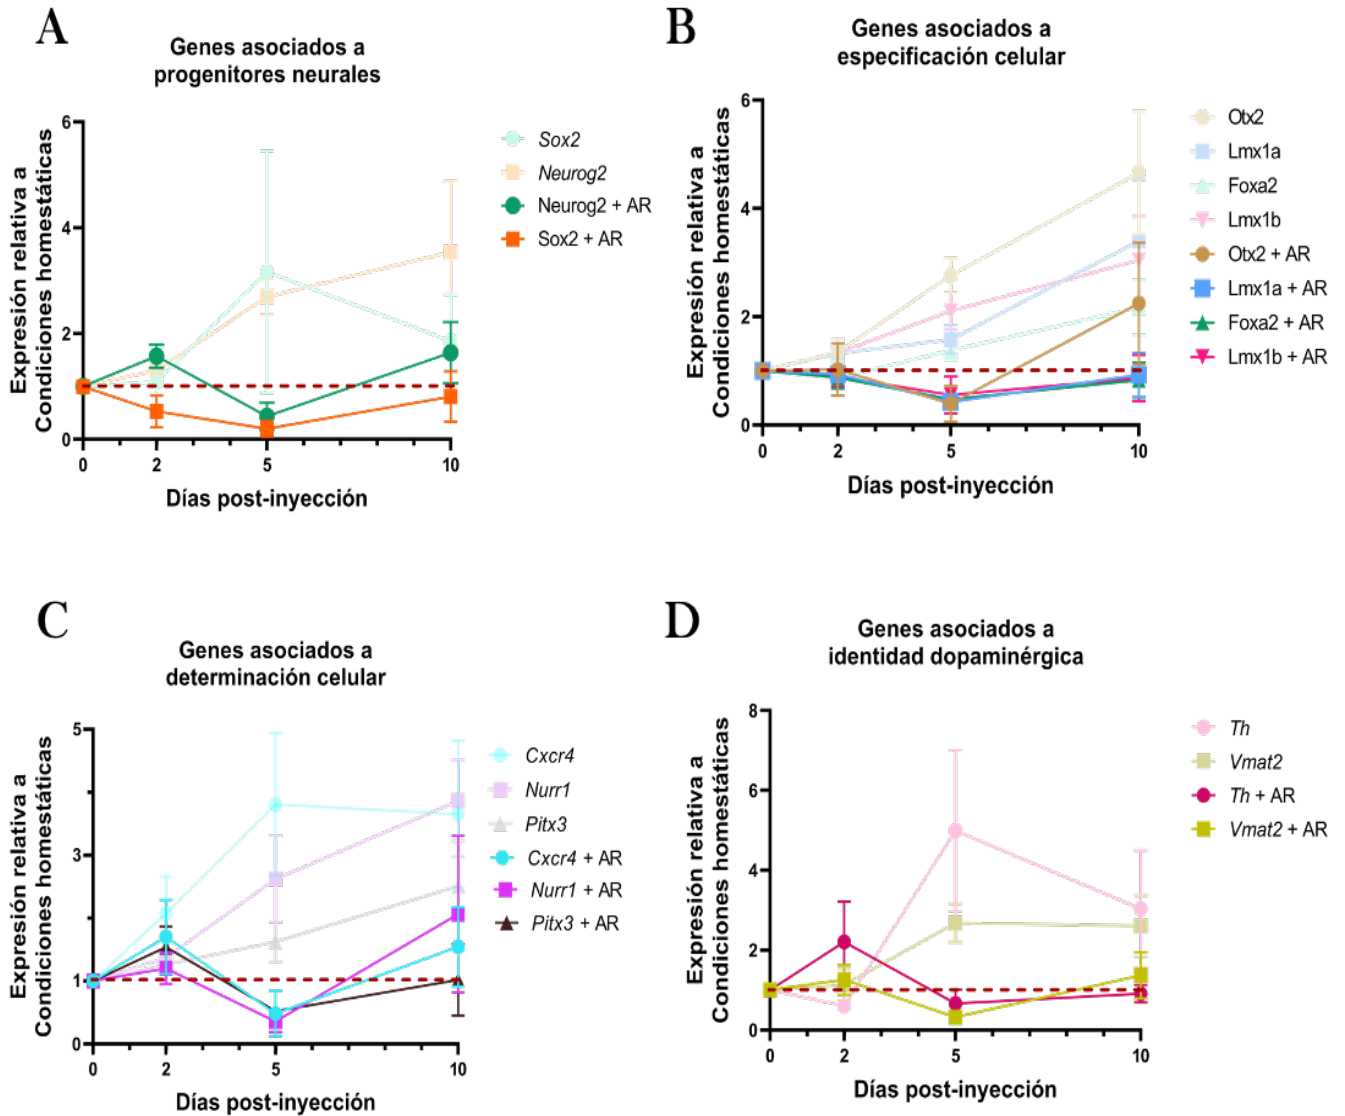 A
Genes asociados a
progenitores neurales
Expresión relativa a
Condiciones homestáticas
6
4
2
0
0
2
5
10
Días post-inyección
Sox2
Neurog2
Neurog2 + AR
Sox2 + AR
B
Genes asociados a
especificación celular
Expresión relativa a
Condiciones homestáticas
6
4
2
0
0
2
5
10
Días post-inyección
Otx2
Lmx1a
Foxa2
Lmx1b
Otx2 + AR
Lmx1a + AR
Foxa2 + AR
Lmx1b + AR
C
Genes asociados a
determinación celular
Expresión relativa a
Condiciones homestáticas
5
3
1
0
0
2
5
10
Días post-inyección
Cxcr4
Nurr1
Pitx3
Cxcr4 + AR
Nurr1 + AR
Pitx3 + AR
D
Genes asociados a
identidad dopaminérgica
Expresión relativa a
Condiciones homestáticas
8
6
4
2
0
0
2
5
10
Días post-inyección
Th
Vmat2
Th + AR
Vmat2 + AR